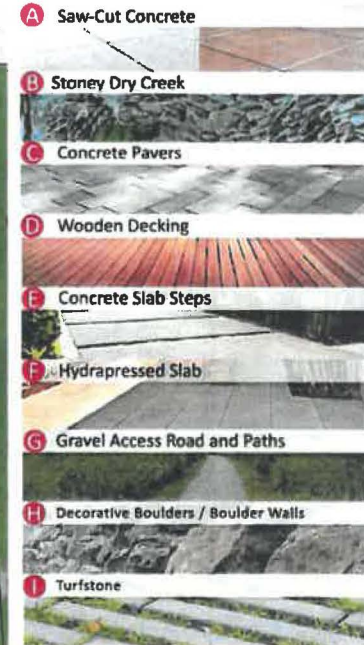 A Saw-Cut Concrete
B Stoney Dry Creek
C Concrete Pavers
D Wooden Decking
E Concrete Slab Steps
F Hydrapressed Slab
G Gravel Access Road and Paths
H Decorative Boulders / Boulder Walls
I Turfstone